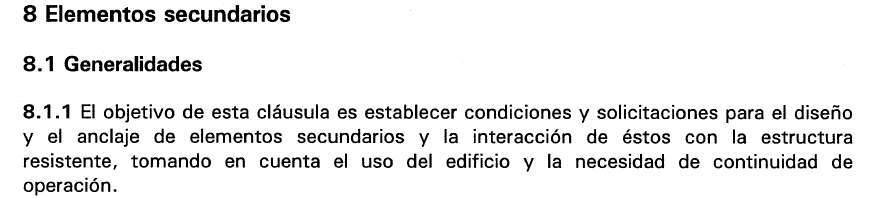 8 Elementos secundarios
8.1 Generalidades
8.1.1 El objetivo de esta cláusula es establecer condiciones y solicitaciones para el diseño
y el anclaje de elementos secundarios y la interacción de éstos con la estructura
resistente, tomando en cuenta el uso del edificio y la necesidad de continuidad de
operación.